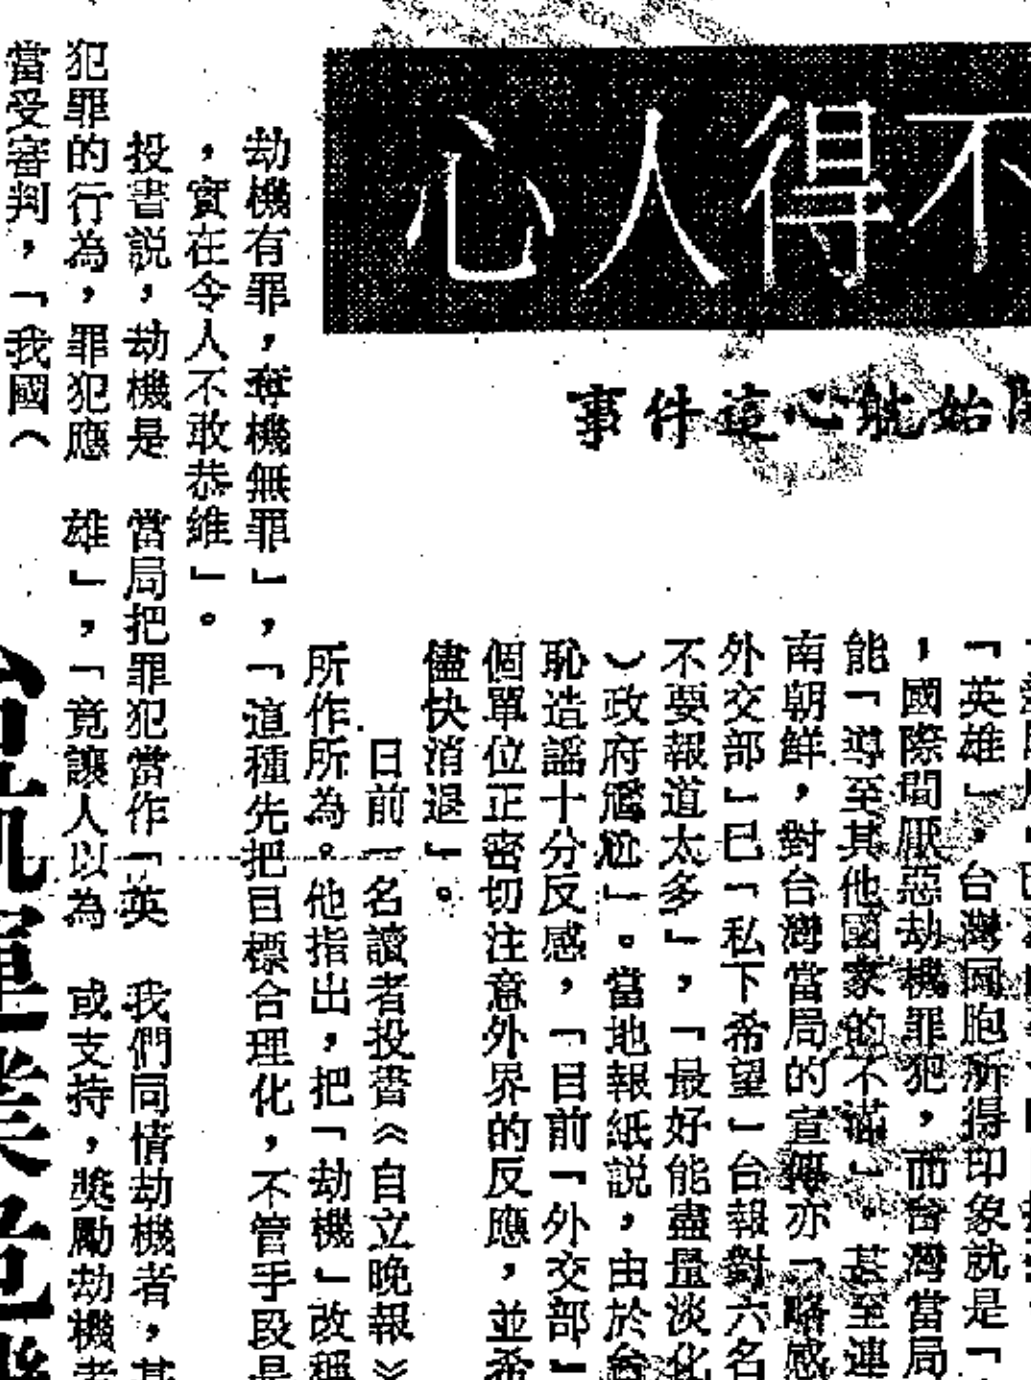 不得人心
始躭心這件事
「英雄」，台灣同胞所得印象就是「
，國際間厭惡劫機罪犯，而台灣當局
能「導至其他國家的不滿」。甚至連
南朝鮮，對台灣當局的宣傳亦「略感
外交部」已「私下希望」台報對六名
不要報道太多」，「最好能盡量淡化
）政府尷尬」。當地報紙説，由於台
恥造謠十分反感，「目前「外交部」
個單位正密切注意外界的反應，並希
儘快消退」。
日前一名讀者投書《自立晚報》
所作所為。他指出，把「劫機」改稱
劫機有罪，奪機無罪」，「這種先把目標合理化，不管手段是
，實在令人不敢恭維」。
投書説，劫機是
犯罪的行為，罪犯應
當受審判，「我國（
當局把罪犯當作「英
雄」，「竟讓人以為
我們同情劫機者，甚
或支持，獎勵劫機者